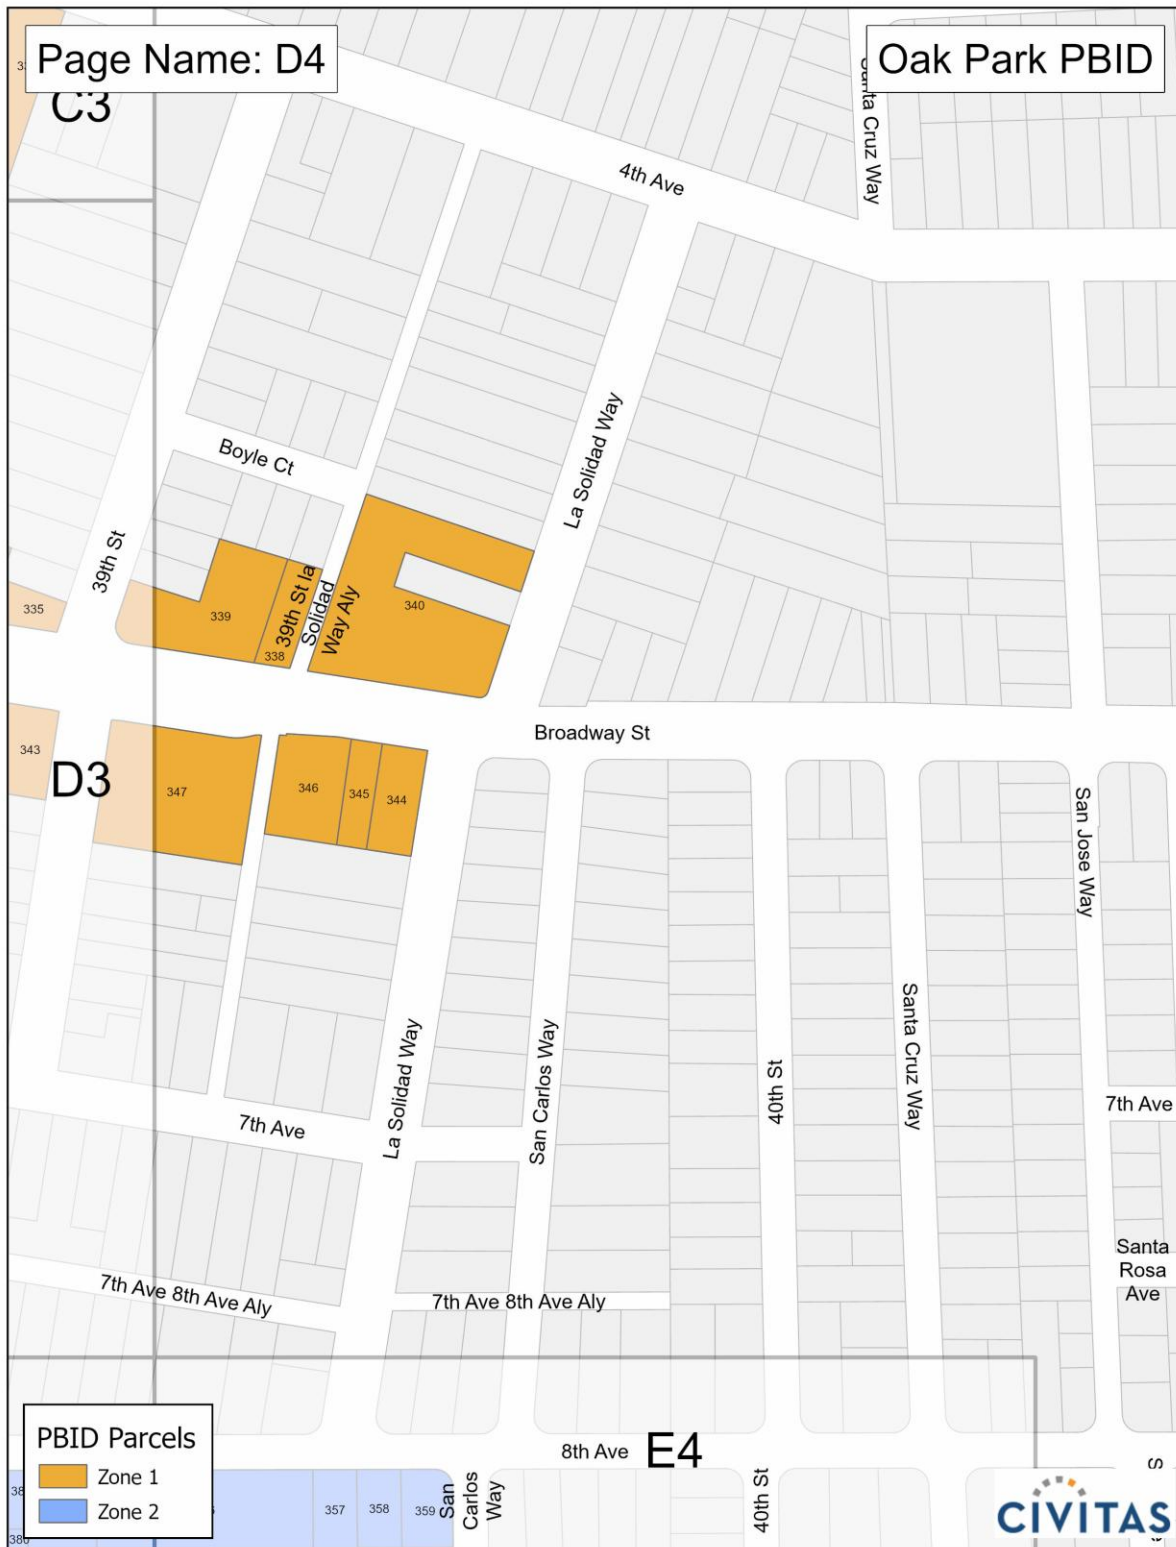 Page Name: D4
Oak Park PBID
C3
Santa Cruz Way
4th Ave
La Solidad Way
Boyle Ct
39th St
39th St la
Solidad
Way Aly
335
339
338
340
Broadway St
343
D3
347
346
345
344
San Jose Way
Santa Cruz Way
La Solidad Way
San Carlos Way
40th St
7th Ave
7th Ave
Santa
Rosa
Ave
7th Ave 8th Ave Aly
7th Ave 8th Ave Aly
8th Ave
E4
PBID Parcels
Zone 1
Zone 2
380
357
358
359
San
Carlos
Way
40th St
S
CIVITAS